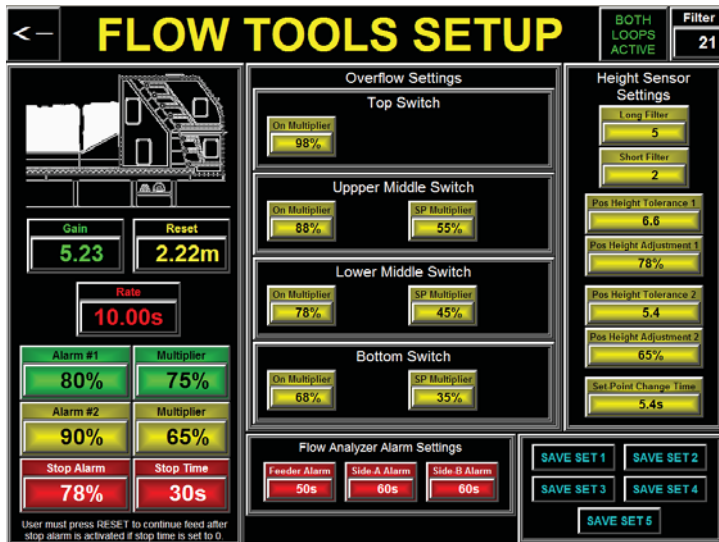 <- FLOW TOOLS SETUP
BOTH
LOOPS
ACTIVE
Filter
21
Gain
5.23
Reset
2.22m
Rate
10.00s
Alarm #1
80%
Multiplier
75%
Alarm #2
90%
Multiplier
65%
Stop Alarm
78%
Stop Time
30s
User must press RESET to continue feed after
stop alarm is activated if stop time is set to 0.
Overflow Settings
Top Switch
On Multiplier
98%
Uppper Middle Switch
On Multiplier
88%
SP Multiplier
55%
Lower Middle Switch
On Multiplier
78%
SP Multiplier
45%
Bottom Switch
On Multiplier
68%
SP Multiplier
35%
Flow Analyzer Alarm Settings
Feeder Alarm
50s
Side-A Alarm
60s
Side-B Alarm
60s
Height Sensor
Settings
Long Filter
5
Short Filter
2
Pos Height Tolerance 1
6.6
Pos Height Adjustment 1
78%
Pos Height Tolerance 2
5.4
Pos Height Adjustment 2
65%
Set-Point Change Time
5.4s
SAVE SET 1
SAVE SET 2
SAVE SET 3
SAVE SET 4
SAVE SET 5